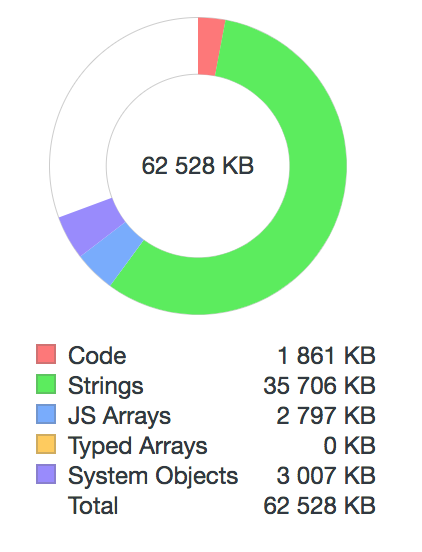 62 528 KB
Code 1 861 KB
Strings 35 706 KB
JS Arrays 2 797 KB
Typed Arrays 0 KB
System Objects 3 007 KB
Total 62 528 KB